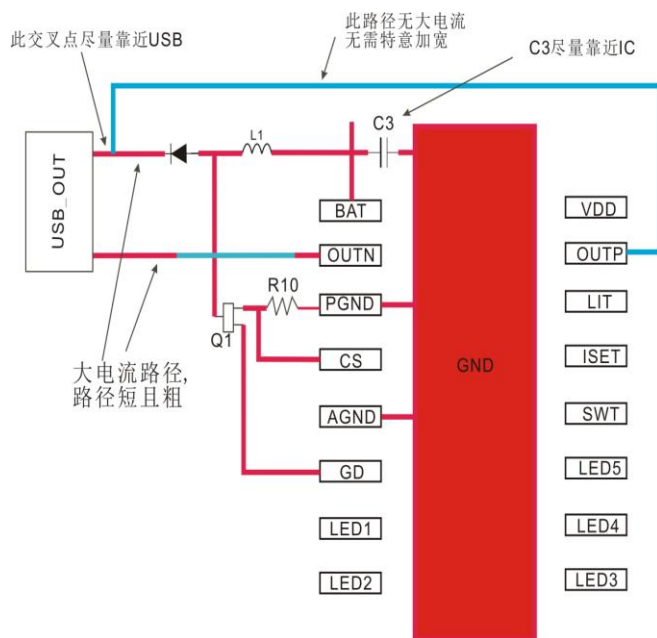 此路径无大电流
无需特意加宽
此交叉点尽量靠近USB
C3尽量靠近IC
C3
L1
USB_OUT
BAT
VDD
OUTN
OUTP
R10
PGND
LIT
Q1
CS
ISET
GND
大电流路径,
路径短且粗
AGND
SWT
GD
LED5
LED1
LED4
LED2
LED3